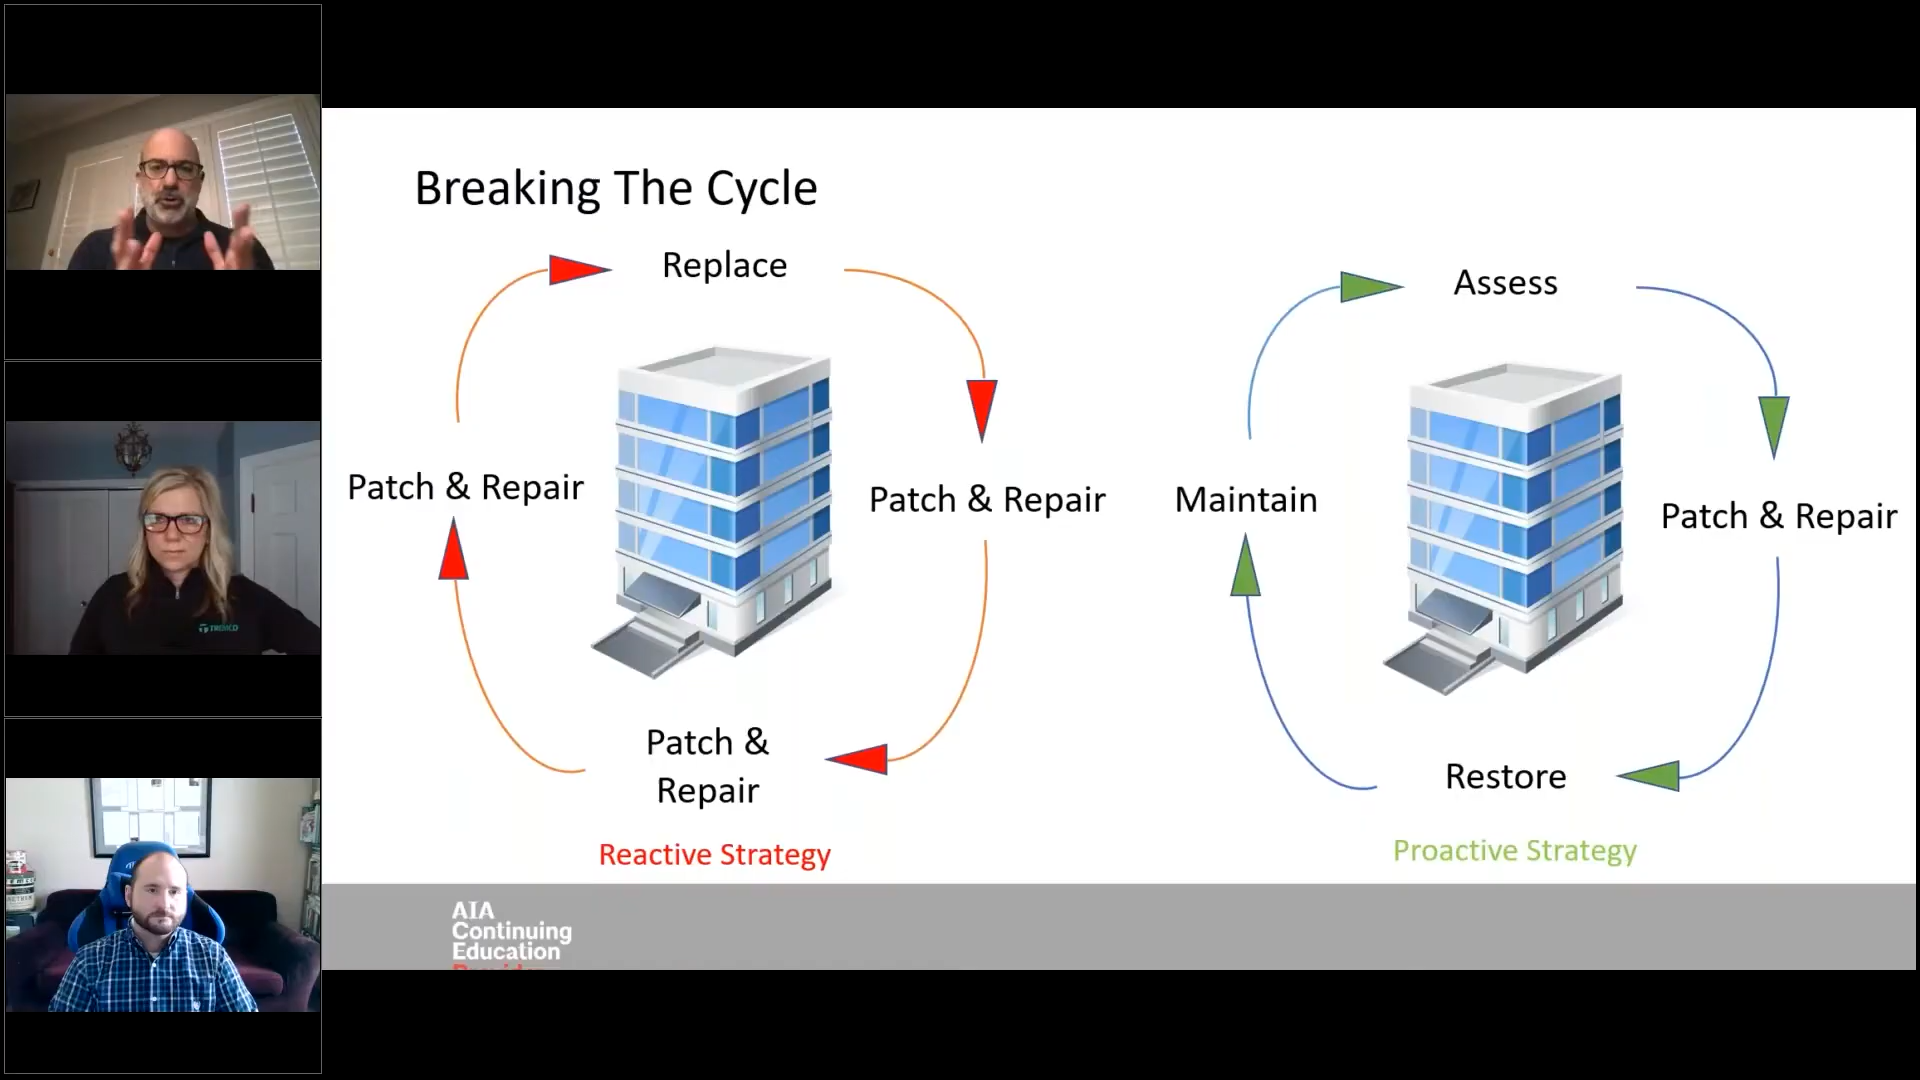 Breaking The Cycle
Replace
Patch & Repair
Patch & Repair
Patch &
Repair
Reactive Strategy
Assess
Maintain
Patch & Repair
Restore
Proactive Strategy
AIA
Continuing
Education
TREMCO